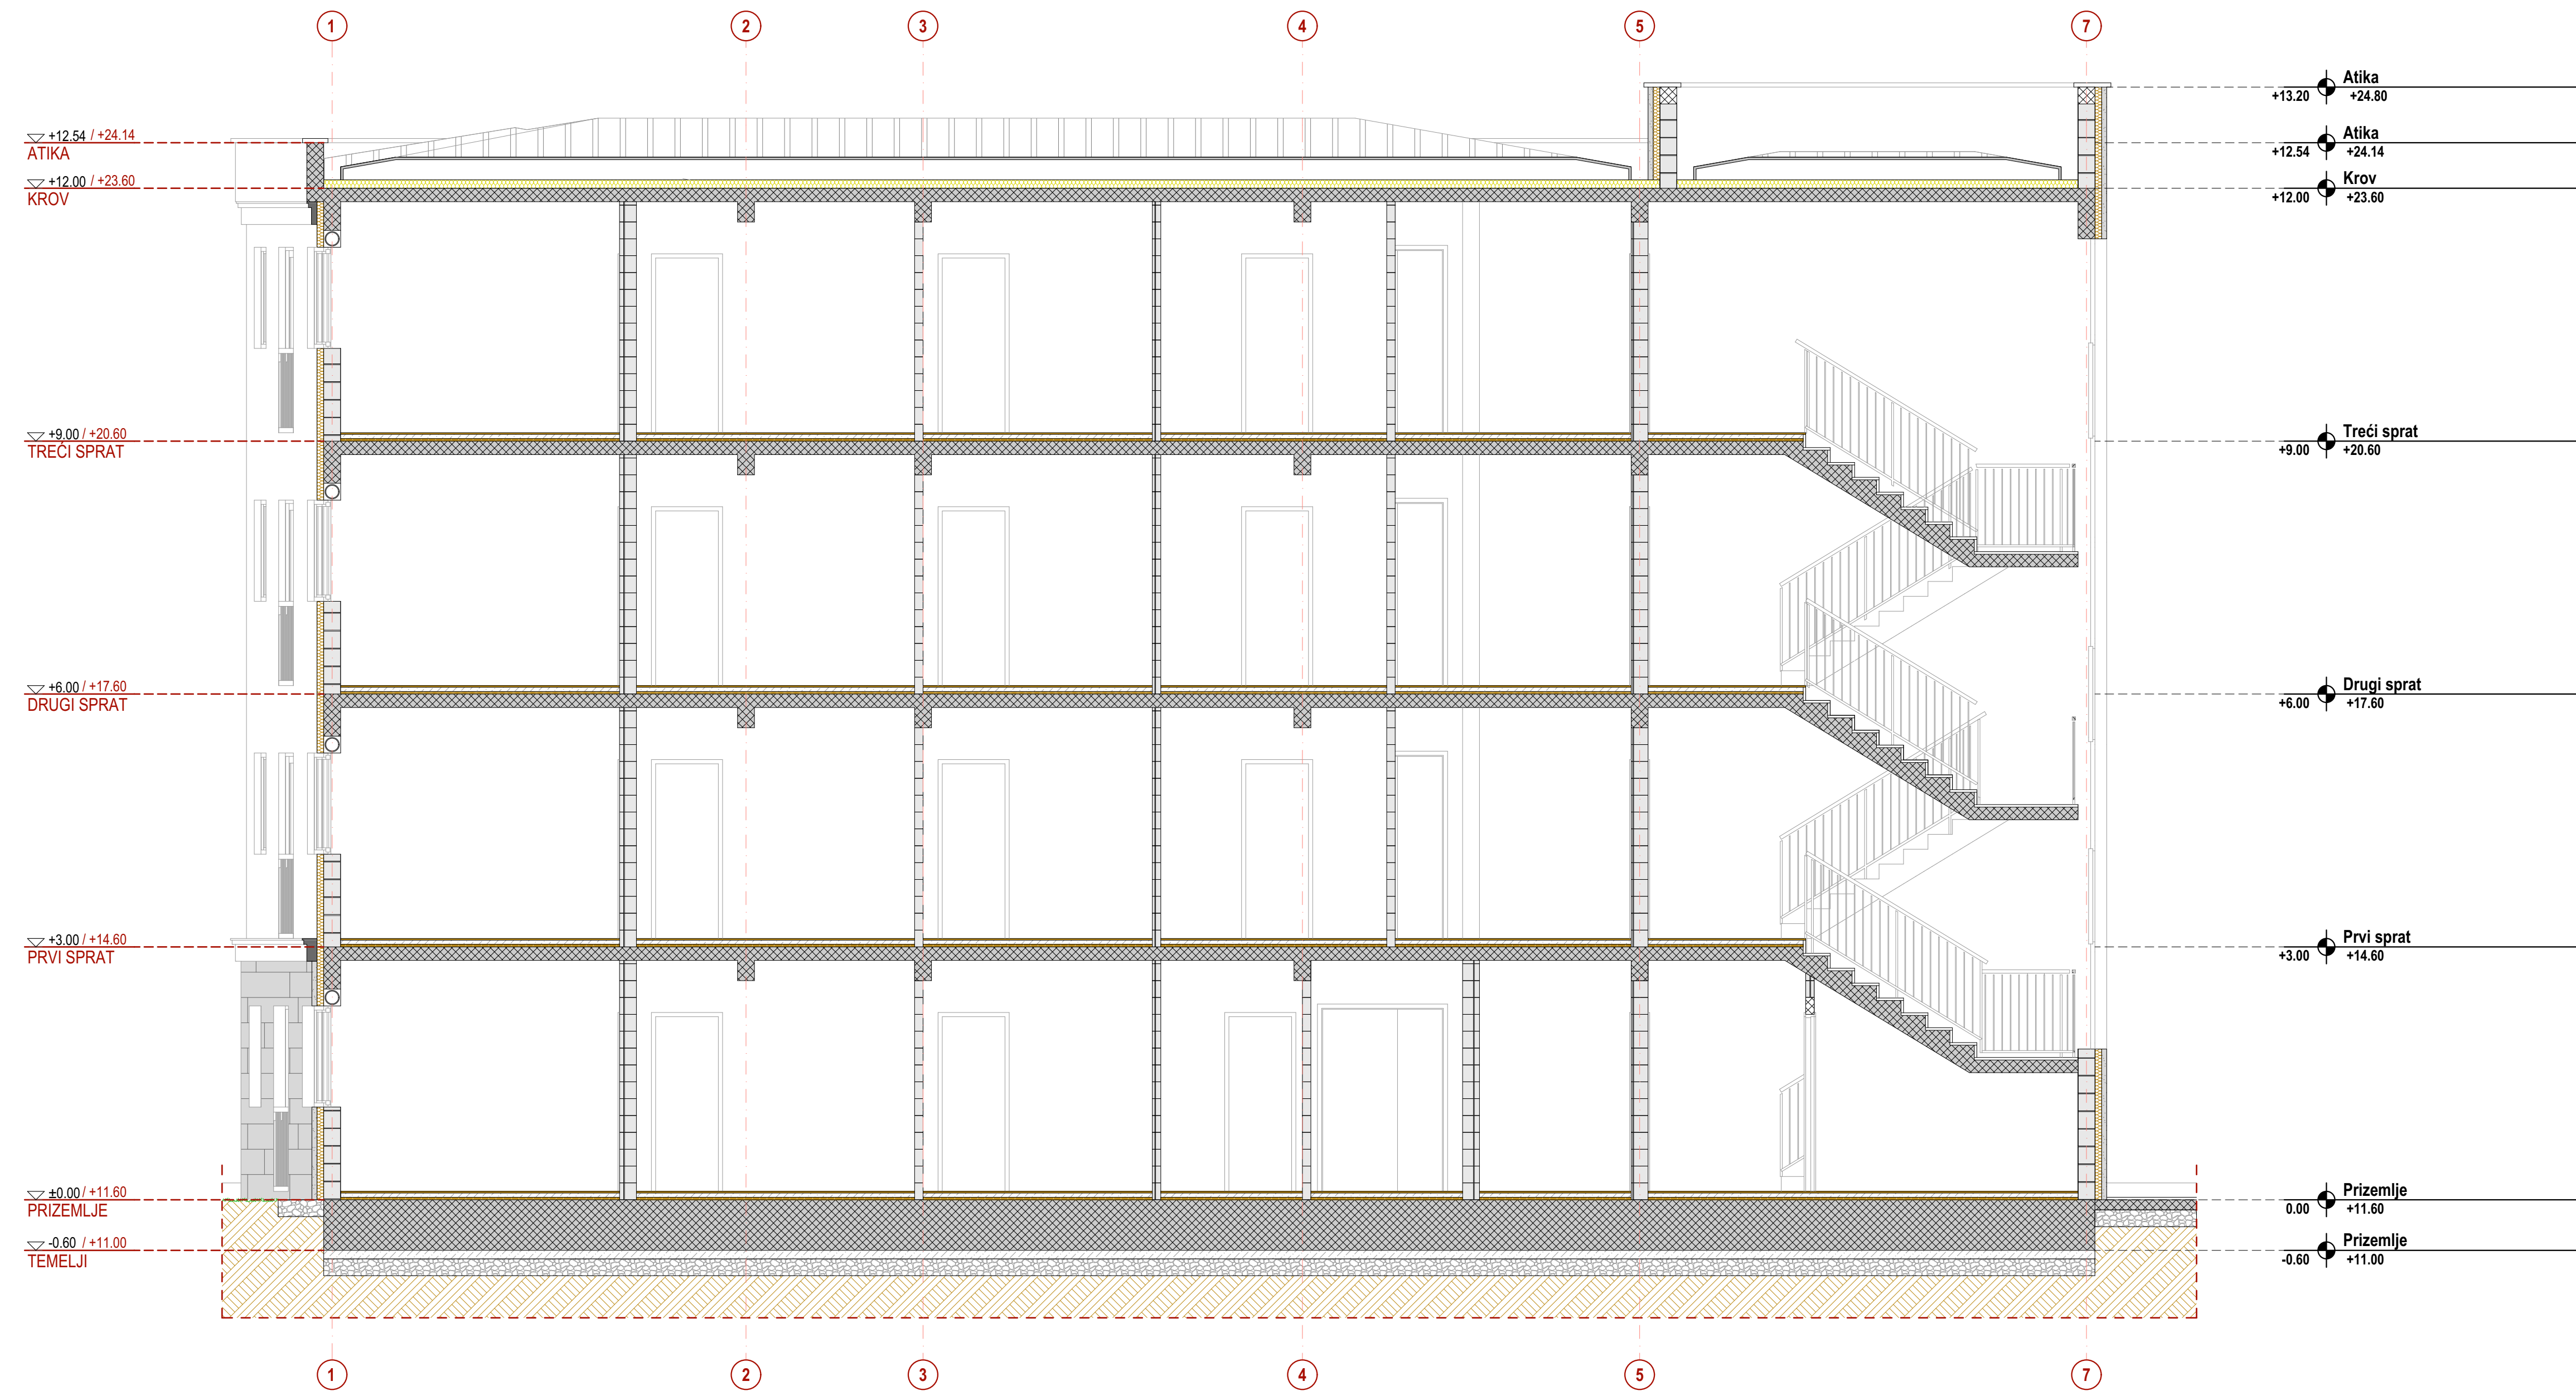 1 2 3 4 5 7
Atika
+13.20 +24.80
+12.54 / +24.14
ATIKA
Atika
+12.54 +24.14
+12.00 / +23.60
KROV
Krov
+12.00 +23.60
+9.00 / +20.60
TREĆI SPRAT
Treći sprat
+9.00 +20.60
+6.00 / +17.60
DRUGI SPRAT
Drugi sprat
+6.00 +17.60
+3.00 / +14.60
PRVI SPRAT
Prvi sprat
+3.00 +14.60
±0.00 / +11.60
PRIZEMLJE
Prizemlje
0.00 +11.60
-0.60 / +11.00
TEMELJI
Prizemlje
-0.60 +11.00
1 2 3 4 5 7